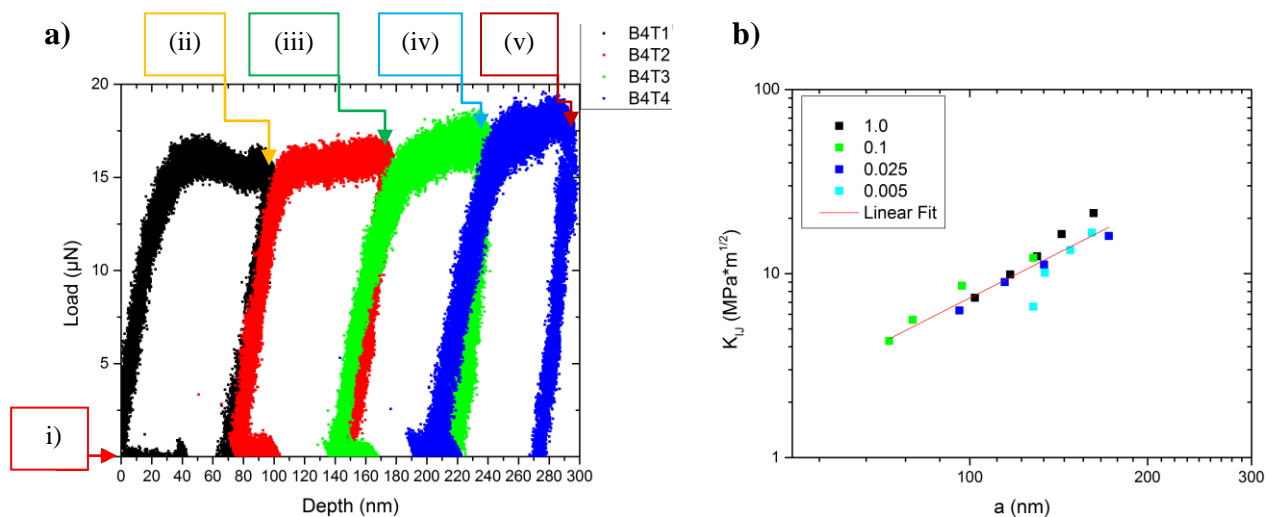 a)
(ii)
(iii)
(iv)
(v)
B4T1
B4T2
B4T3
B4T4
20
15
10
5
i)
0 20 40 60 80 100 120 140 160 180 200 220 240 260 280 300
Load (µN)
Depth (nm)
b)
100
10
1
1.0
0.1
0.025
0.005
Linear Fit
K_IJ (MPa*m^1/2)
100 200 300
a (nm)